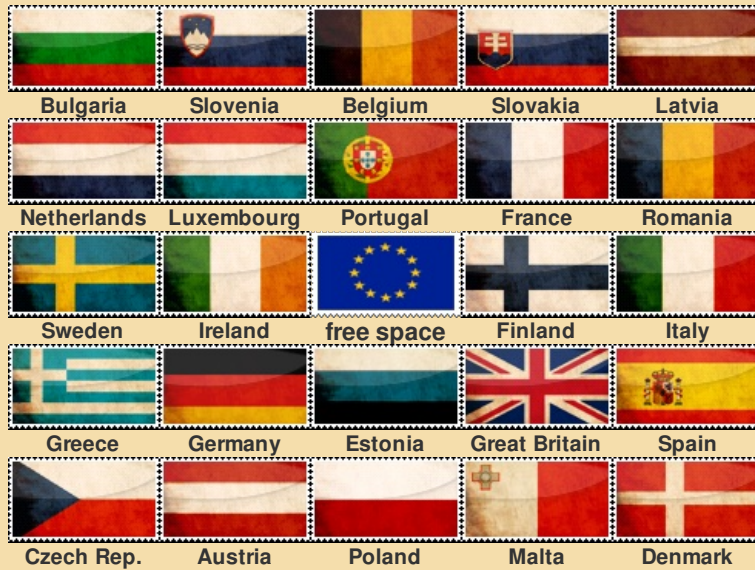 Bulgaria Slovenia Belgium Slovakia Latvia
Netherlands Luxembourg Portugal France Romania
Sweden Ireland free space Finland Italy
Greece Germany Estonia Great Britain Spain
Czech Rep. Austria Poland Malta Denmark